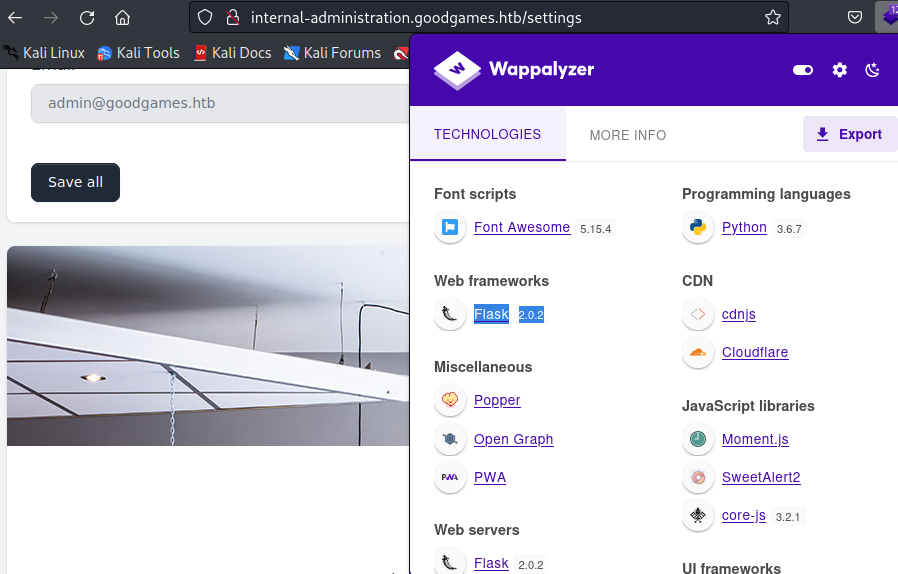 internal-administration.goodgames.htb/settings
12
Kali Linux Kali Tools Kali Docs Kali Forums
admin@goodgames.htb
Save all
Wappalyzer
TECHNOLOGIES MORE INFO Export
Font scripts
Font Awesome 5.15.4
Web frameworks
Flask 2.0.2
Miscellaneous
Popper
Open Graph
PWA PWA
Web servers
Flask 2.0.2
Programming languages
Python 3.6.7
CDN
cdnjs
Cloudflare
JavaScript libraries
Moment.js
SweetAlert2
core-js 3.2.1
UI frameworks